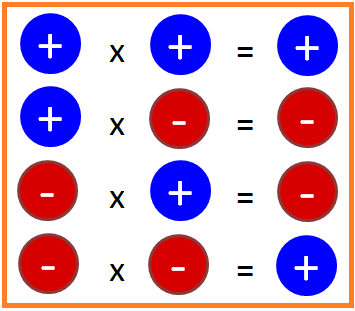 + x + = +
+ x - = -
- x + = -
- x - = +